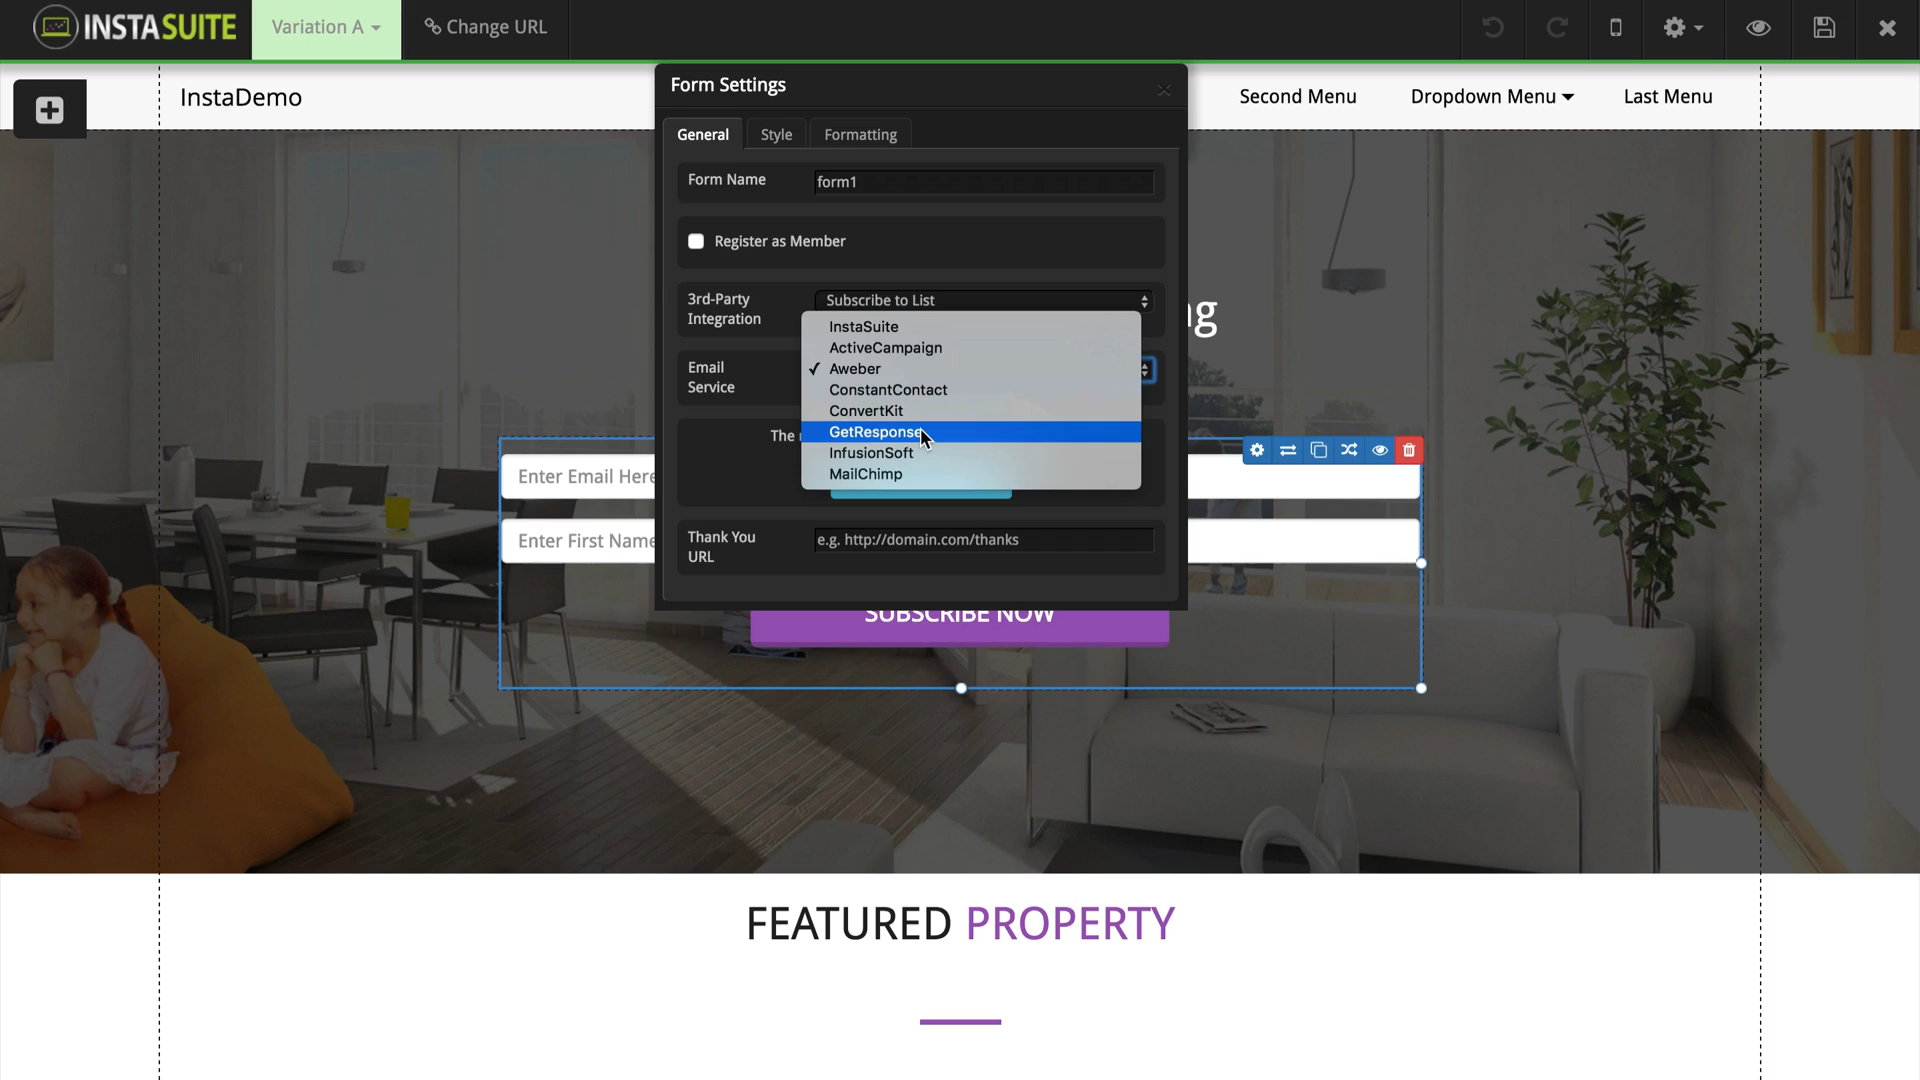 INSTASUITE
Variation A
Change URL
InstaDemo
Second Menu
Dropdown Menu
Last Menu
Form Settings
General
Style
Formatting
Form Name
form1
Register as Member
3rd-Party
Integration
Subscribe to List
InstaSuite
ActiveCampaign
✓ Aweber
ConstantContact
ConvertKit
GetResponse
InfusionSoft
MailChimp
Email
Service
The
Enter Email Here
Enter First Name
Thank You
URL
e.g. http://domain.com/thanks
SUBSCRIBE NOW
FEATURED PROPERTY